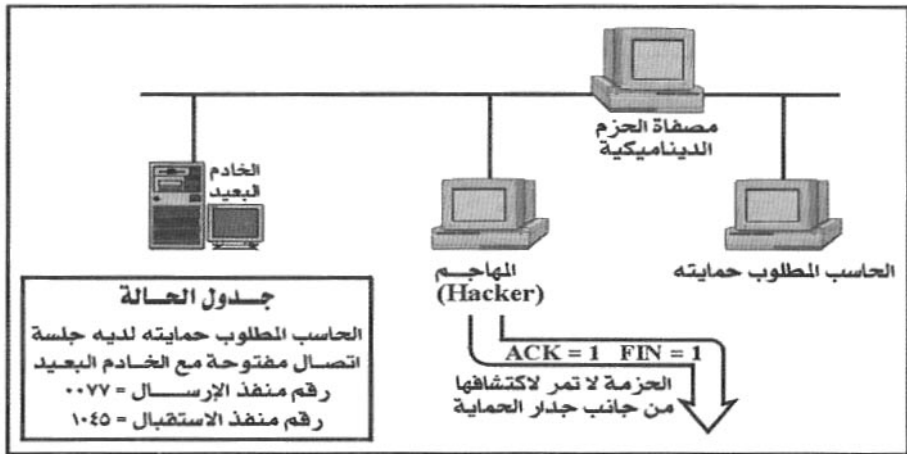 مصفاة الحزم
الديناميكية
الخادم
البعيد
المهاجم
(Hacker)
الحاسب المطلوب حمايته
جدول الحالة
الحاسب المطلوب حمايته لديه جلسة
اتصال مفتوحة مع الخادم البعيد
رقم منفذ الإرسال = ٠٠٧٧
رقم منفذ الاستقبال = ١٠٤٥
ACK = 1 FIN = 1
الحزمة لا تمر لاكتشافها
من جانب جدار الحماية